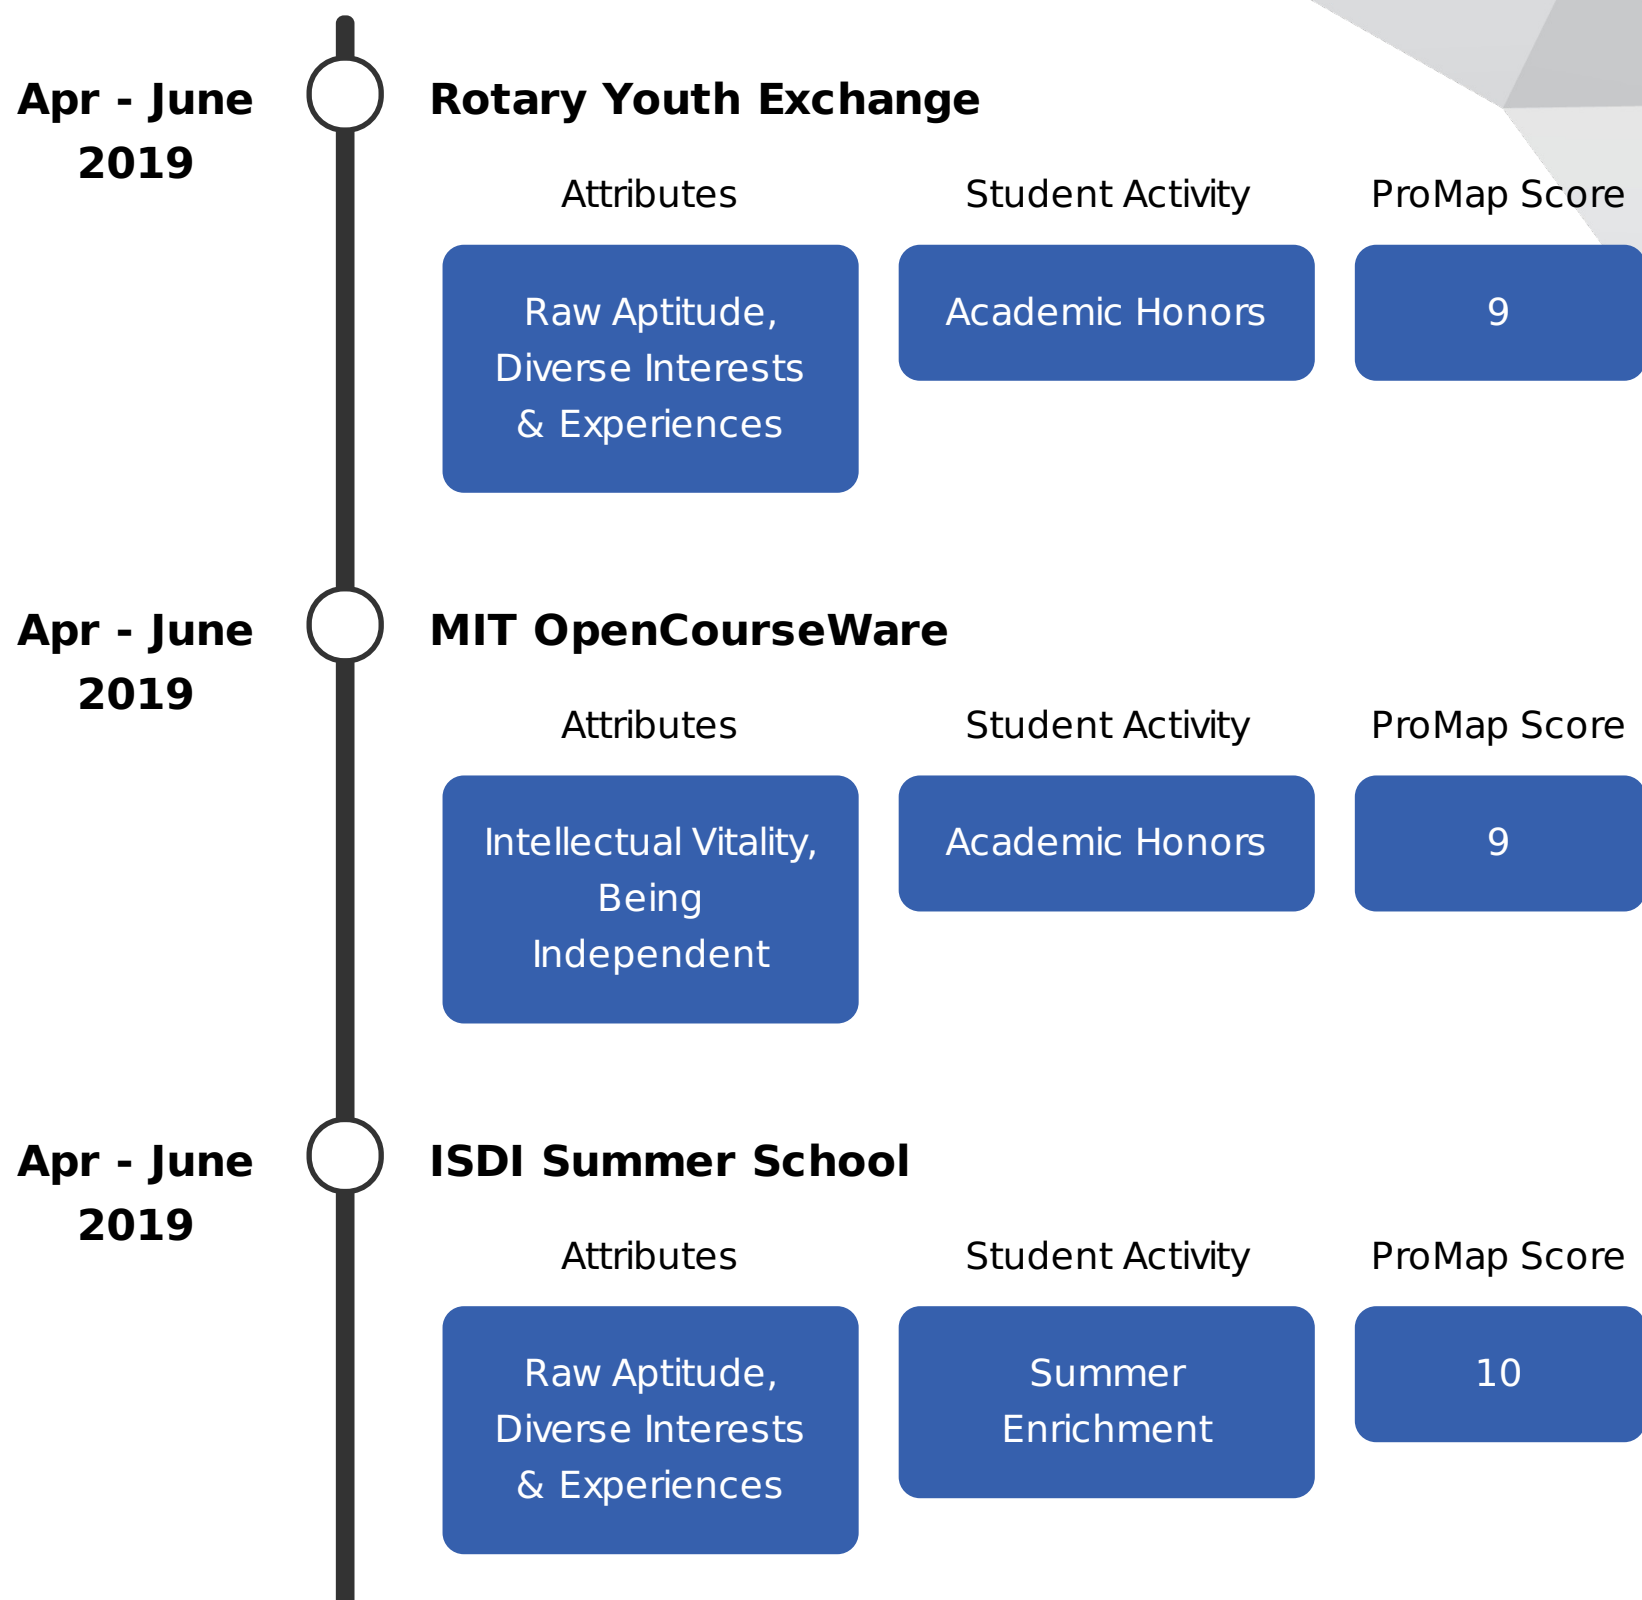 Apr - June
2019
Rotary Youth Exchange
Attributes
Student Activity
ProMap Score
Raw Aptitude,
Diverse Interests
& Experiences
Academic Honors
9
Apr - June
2019
MIT OpenCourseWare
Attributes
Student Activity
ProMap Score
Intellectual Vitality,
Being
Independent
Academic Honors
9
Apr - June
2019
ISDI Summer School
Attributes
Student Activity
ProMap Score
Raw Aptitude,
Diverse Interests
& Experiences
Summer
Enrichment
10